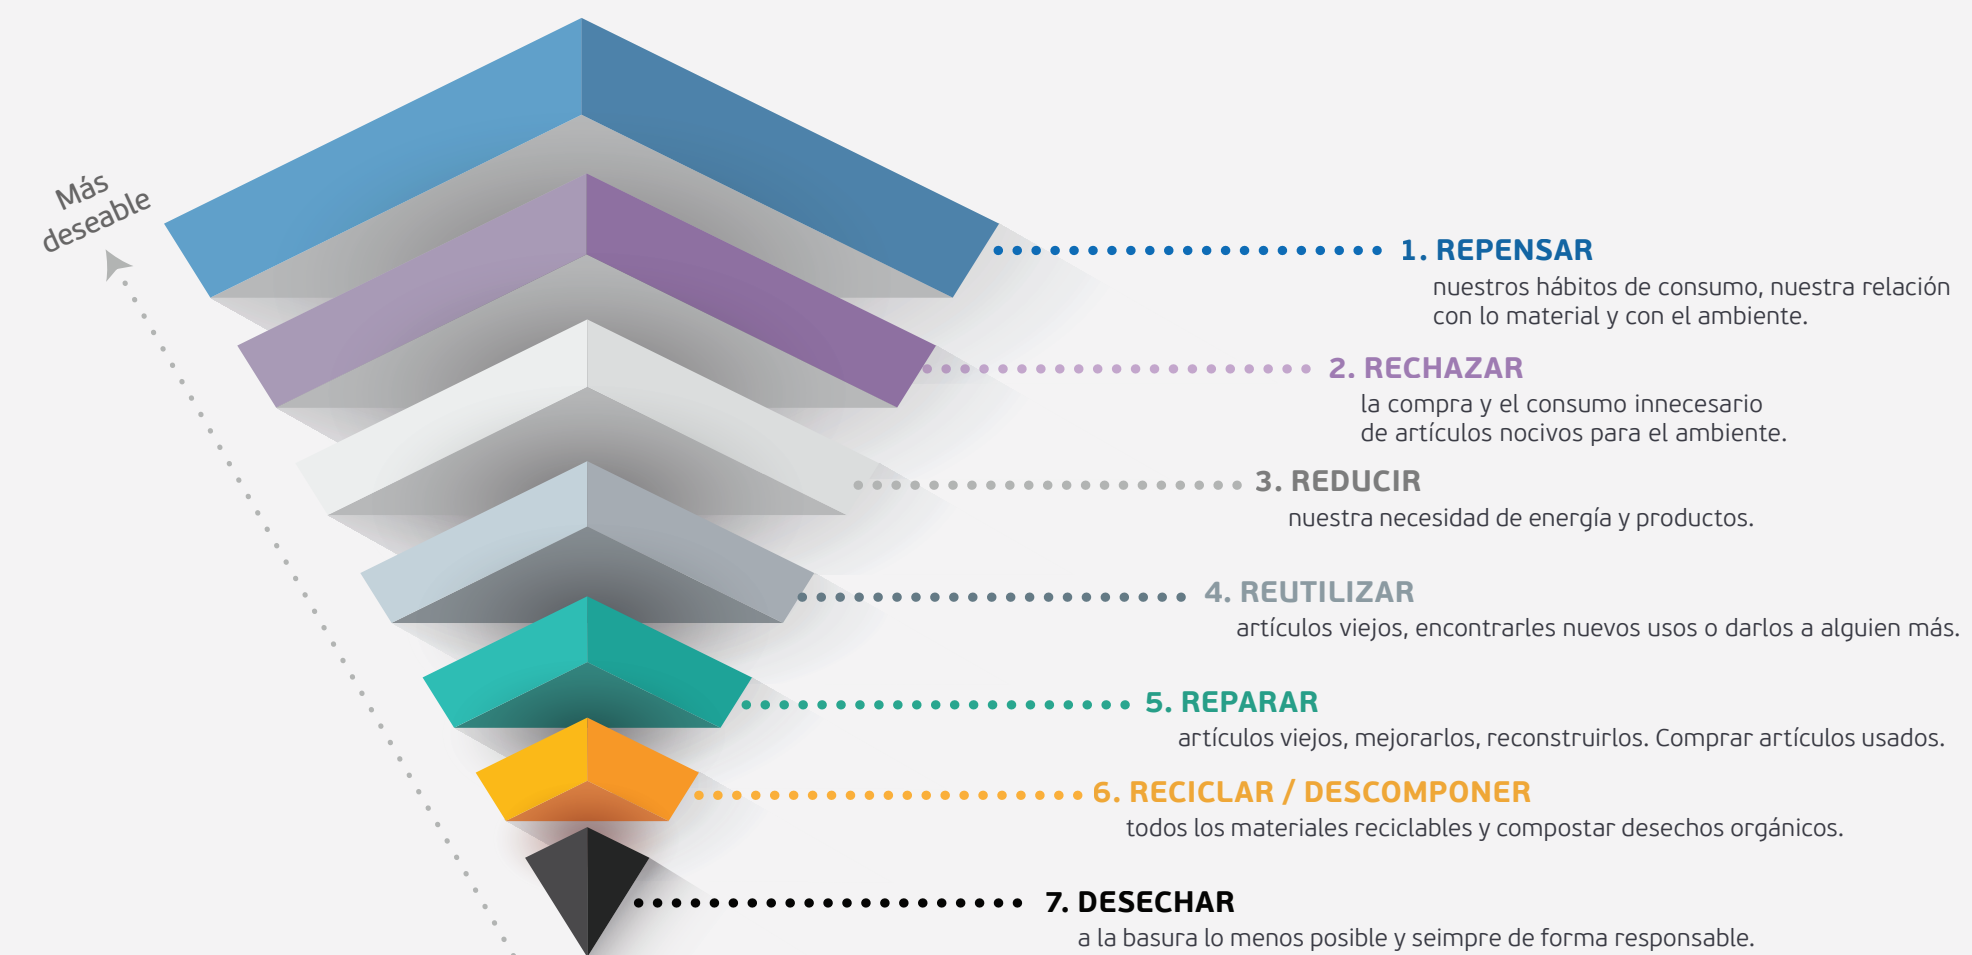 Más
deseable
1. REPENSAR
nuestros hábitos de consumo, nuestra relación
con lo material y con el ambiente.
2. RECHAZAR
la compra y el consumo innecesario
de artículos nocivos para el ambiente.
3. REDUCIR
nuestra necesidad de energía y productos.
4. REUTILIZAR
artículos viejos, encontrarles nuevos usos o darlos a alguien más.
5. REPARAR
artículos viejos, mejorarlos, reconstruirlos. Comprar artículos usados.
6. RECICLAR / DESCOMPONER
todos los materiales reciclables y compostar desechos orgánicos.
7. DESECHAR
a la basura lo menos posible y seimpre de forma responsable.